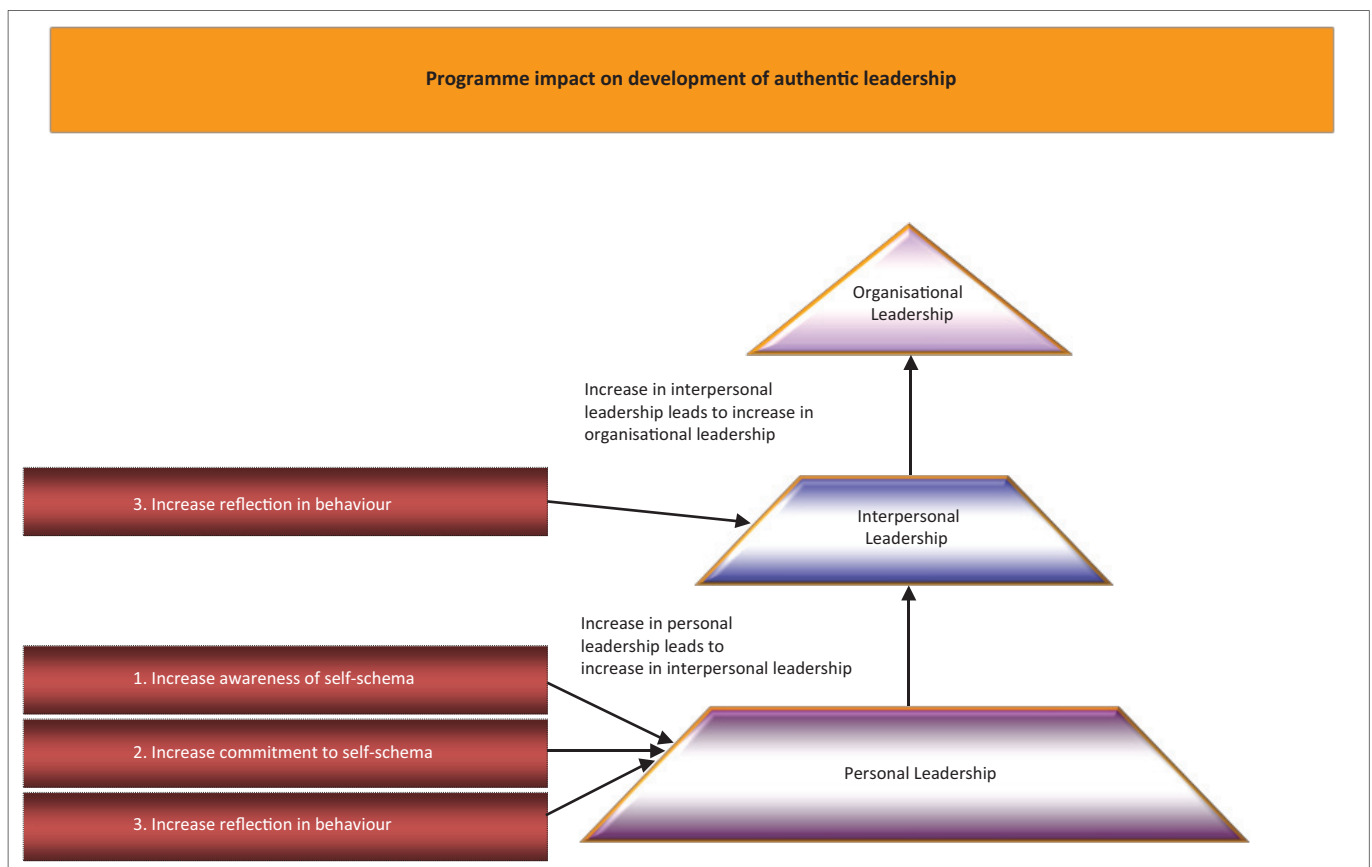 Programme impact on development of authentic leadership
Organisational
Leadership
Increase in interpersonal
leadership leads to increase in
organisational leadership
3. Increase reflection in behaviour
Interpersonal
Leadership
Increase in personal
leadership leads to
increase in interpersonal leadership
1. Increase awareness of self-schema
2. Increase commitment to self-schema
3. Increase reflection in behaviour
Personal Leadership